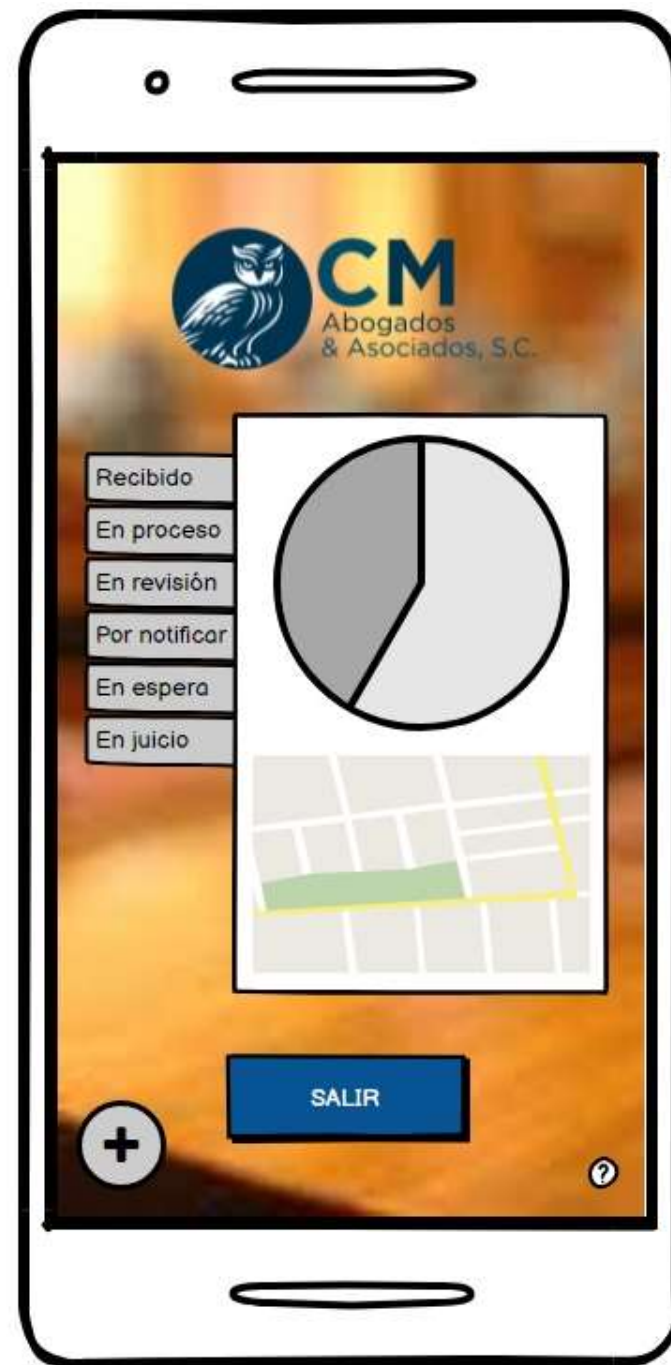 CM
Abogados
& Asociados, S.C.
Recibido
En proceso
En revisión
Por notificar
En espera
En juicio
SALIR
+
?